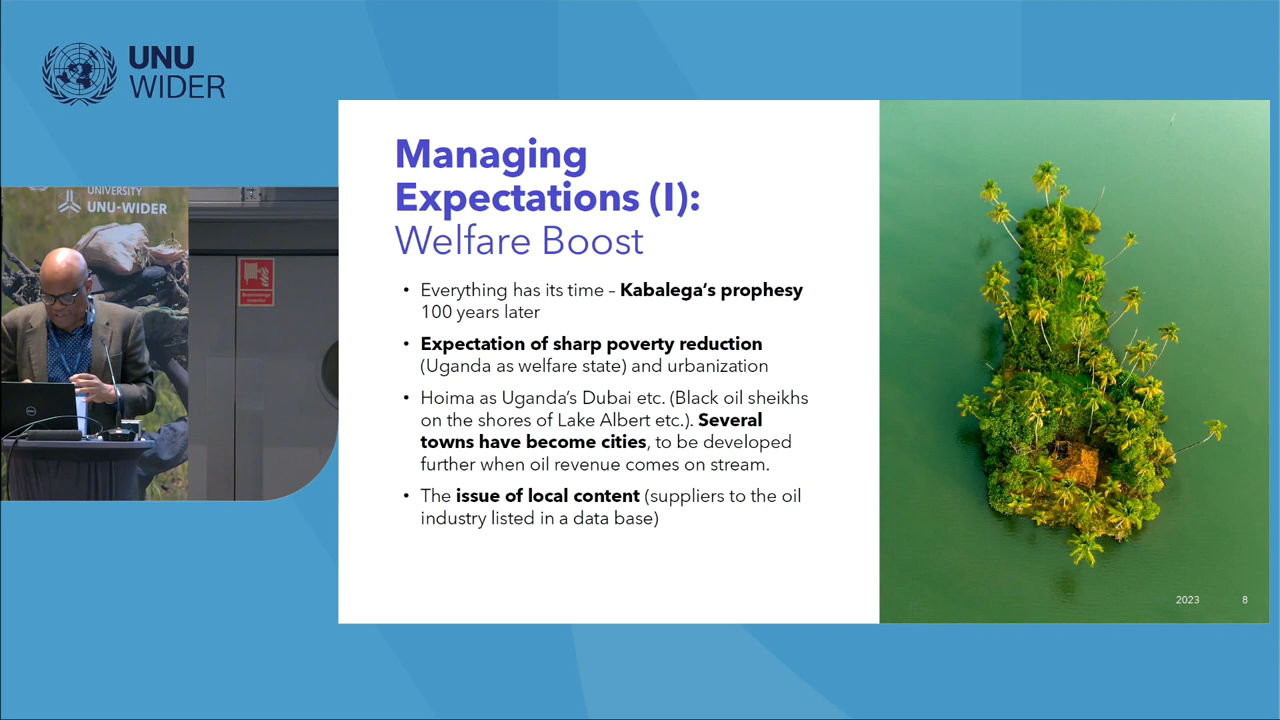 UNU
WIDER
UNIVERSITY
UNU-WIDER
Managing
Expectations (I):
Welfare Boost
• Everything has its time – Kabalega’s prophesy
100 years later
• Expectation of sharp poverty reduction
(Uganda as welfare state) and urbanization
• Hoima as Uganda’s Dubai etc. (Black oil sheikhs
on the shores of Lake Albert etc.). Several
towns have become cities, to be developed
further when oil revenue comes on stream.
• The issue of local content (suppliers to the oil
industry listed in a data base)
2023 8